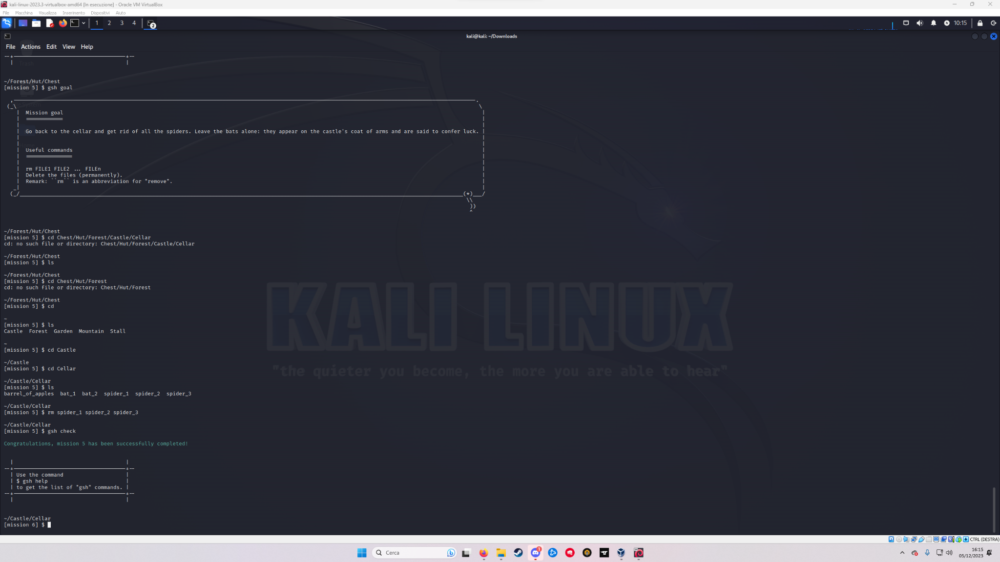 kali-linux-2023.3-virtualbox-amd64 [In esecuzione] - Oracle VM VirtualBox
File Macchina Visualizza Inserimento Dispositivi Aiuto
1 2 3 4 2 10:15
kali@kali: ~/Downloads
File Actions Edit View Help
~/Forest/Hut/Chest
[mission 5] $ gsh goal
Mission goal
Go back to the cellar and get rid of all the spiders. Leave the bats alone: they appear on the castle's coat of arms and are said to confer luck.
Useful commands
rm FILE1 FILE2 ... FILEn
Delete the files (permanently).
Remark: ``rm`` is an abbreviation for "remove".
~/Forest/Hut/Chest
[mission 5] $ cd Chest/Hut/Forest/Castle/Cellar
cd: no such file or directory: Chest/Hut/Forest/Castle/Cellar
~/Forest/Hut/Chest
[mission 5] $ ls
~/Forest/Hut/Chest
[mission 5] $ cd Chest/Hut/Forest
cd: no such file or directory: Chest/Hut/Forest
~/Forest/Hut/Chest
[mission 5] $ cd
~
[mission 5] $ ls
Castle Forest Garden Mountain Stall
~
[mission 5] $ cd Castle
~/Castle
[mission 5] $ cd Cellar
~/Castle/Cellar
[mission 5] $ ls
barrel_of_apples bat_1 bat_2 spider_1 spider_2 spider_3
~/Castle/Cellar
[mission 5] $ rm spider_1 spider_2 spider_3
~/Castle/Cellar
[mission 5] $ gsh check
Congratulations, mission 5 has been successfully completed!
Use the command
$ gsh help
to get the list of "gsh" commands.
~/Castle/Cellar
[mission 6] $
KALI LINUX
"the quieter you become, the more you are able to hear"
CTRL (DESTRA)
Cerca
1
16:15
05/12/2023